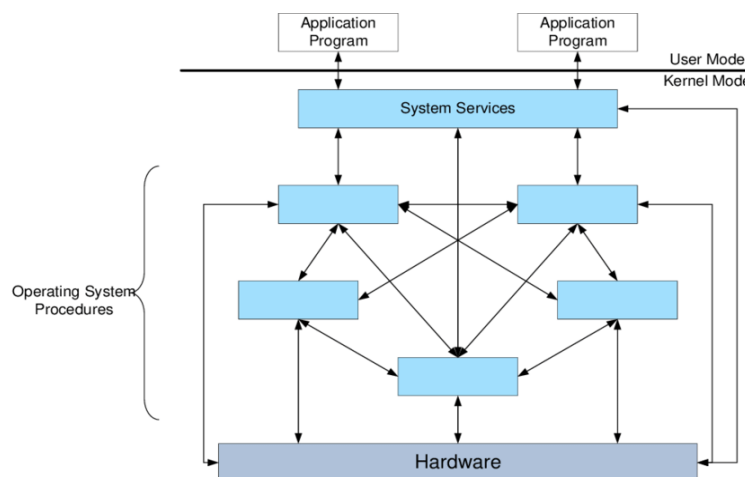 Application
Program
Application
Program
User Mode
Kernel Mode
System Services
Operating System
Procedures
Hardware